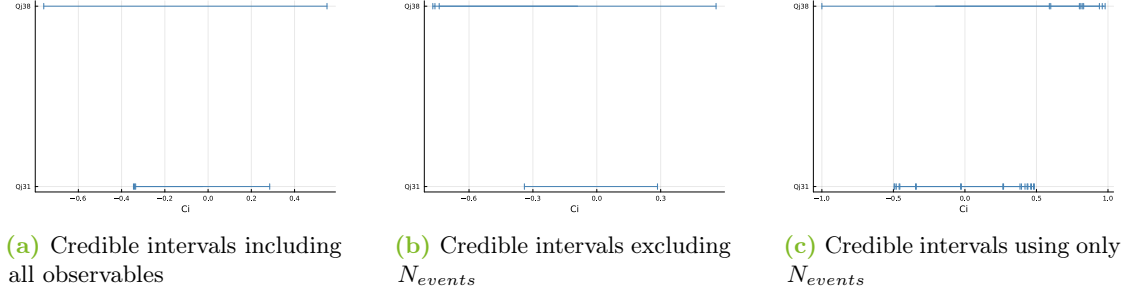 Qj38
Qj31
−0.6
−0.4
−0.2
0.0
0.2
0.4
Ci
(a) Credible intervals including
all observables
Qj38
Qj31
−0.6
−0.3
0.0
0.3
Ci
(b) Credible intervals excluding
N_events
Qj38
Qj31
−1.0
−0.5
0.0
0.5
1.0
Ci
(c) Credible intervals using only
N_events